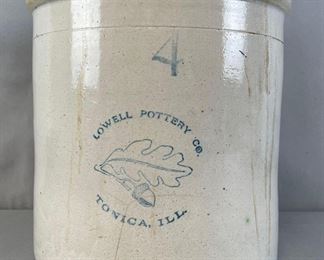 4
LOWELL POTTERY CO.
TONICA, ILL.